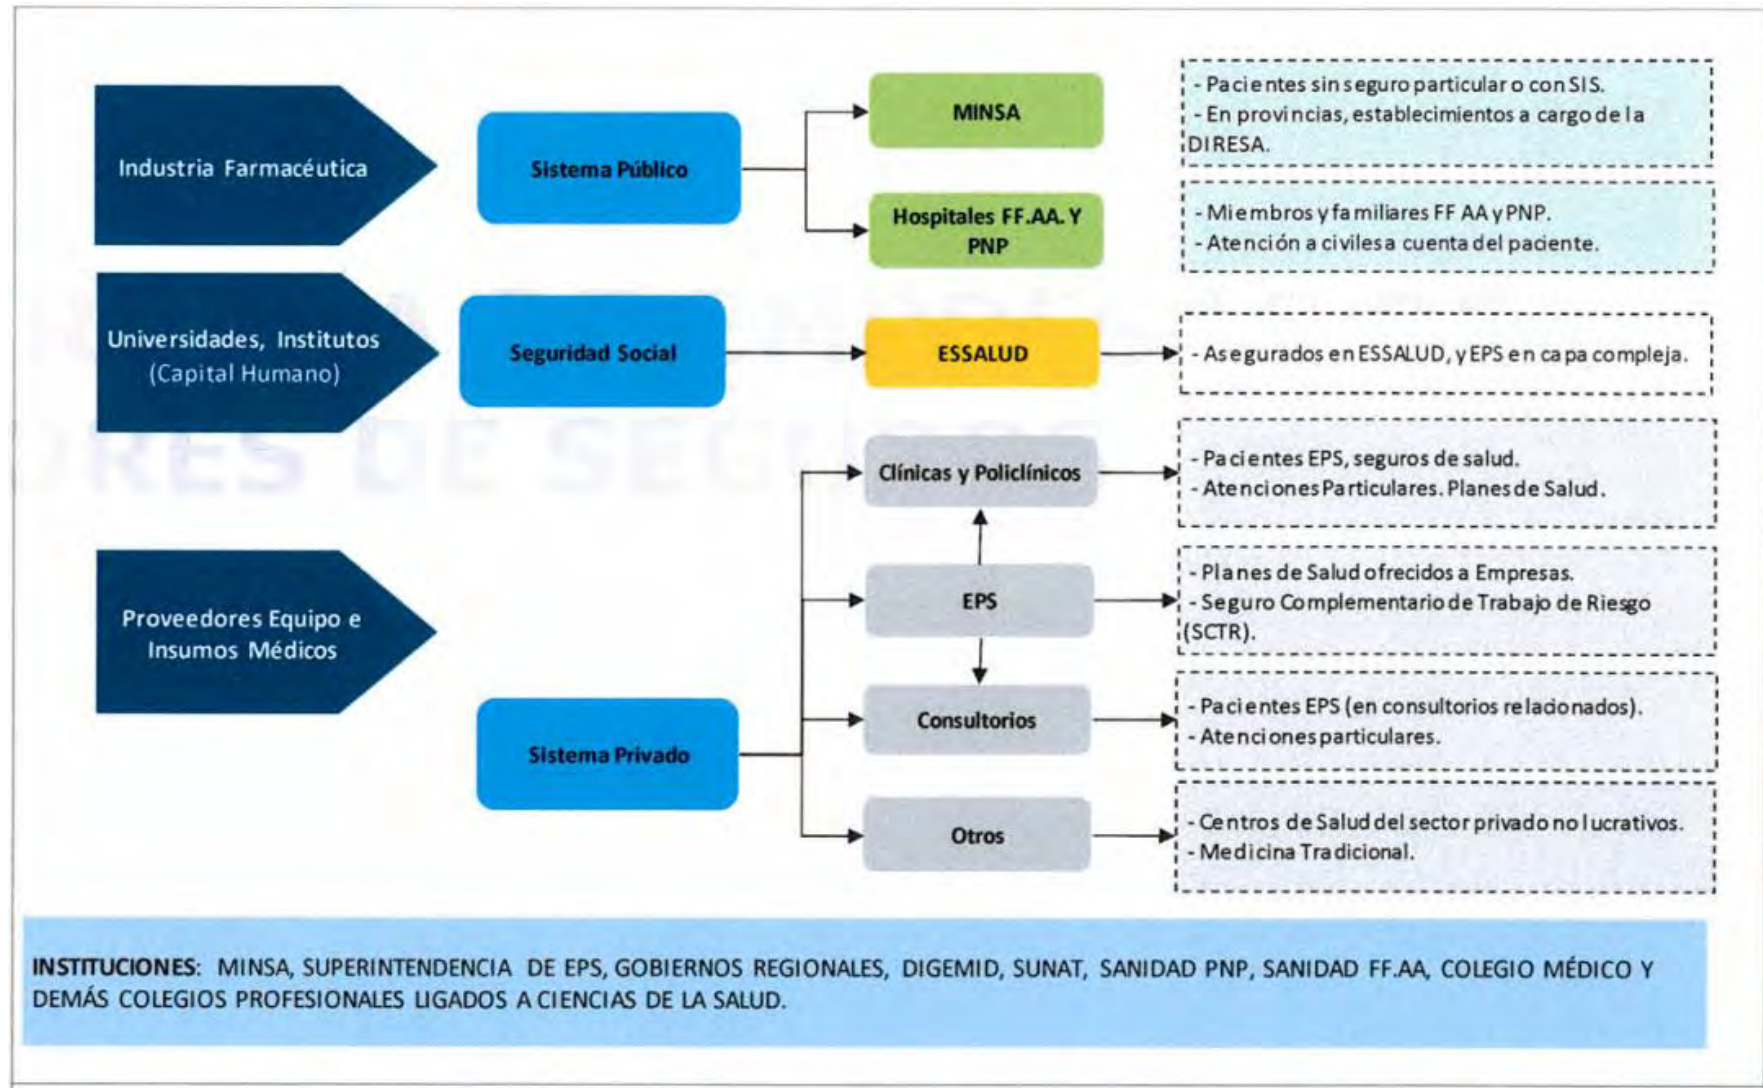 Industria Farmacéutica
Sistema Público
MINSA
- Pacientes sin seguro particular o con SIS.
- En provincias, establecimientos a cargo de la
DIRESA.
Hospitales FF.AA. Y
PNP
- Miembros y familiares FF AA y PNP.
- Atención a civiles a cuenta del paciente.
Universidades, Institutos
(Capital Humano)
Seguridad Social
ESSALUD
- Asegurados en ESSALUD, y EPS en capa compleja.
DRES DE SEGUROS
Clínicas y Policlínicos
- Pacientes EPS, seguros de salud.
- Atenciones Particulares. Planes de Salud.
Proveedores Equipo e
Insumos Médicos
EPS
- Planes de Salud ofrecidos a Empresas.
- Seguro Complementario de Trabajo de Riesgo
(SCTR).
Sistema Privado
Consultorios
- Pacientes EPS (en consultorios relacionados).
- Atenciones particulares.
Otros
- Centros de Salud del sector privado no lucrativos.
- Medicina Tradicional.
INSTITUCIONES: MINSA, SUPERINTENDENCIA DE EPS, GOBIERNOS REGIONALES, DIGEMID, SUNAT, SANIDAD PNP, SANIDAD FF.AA, COLEGIO MÉDICO Y
DEMÁS COLEGIOS PROFESIONALES LIGADOS A CIENCIAS DE LA SALUD.